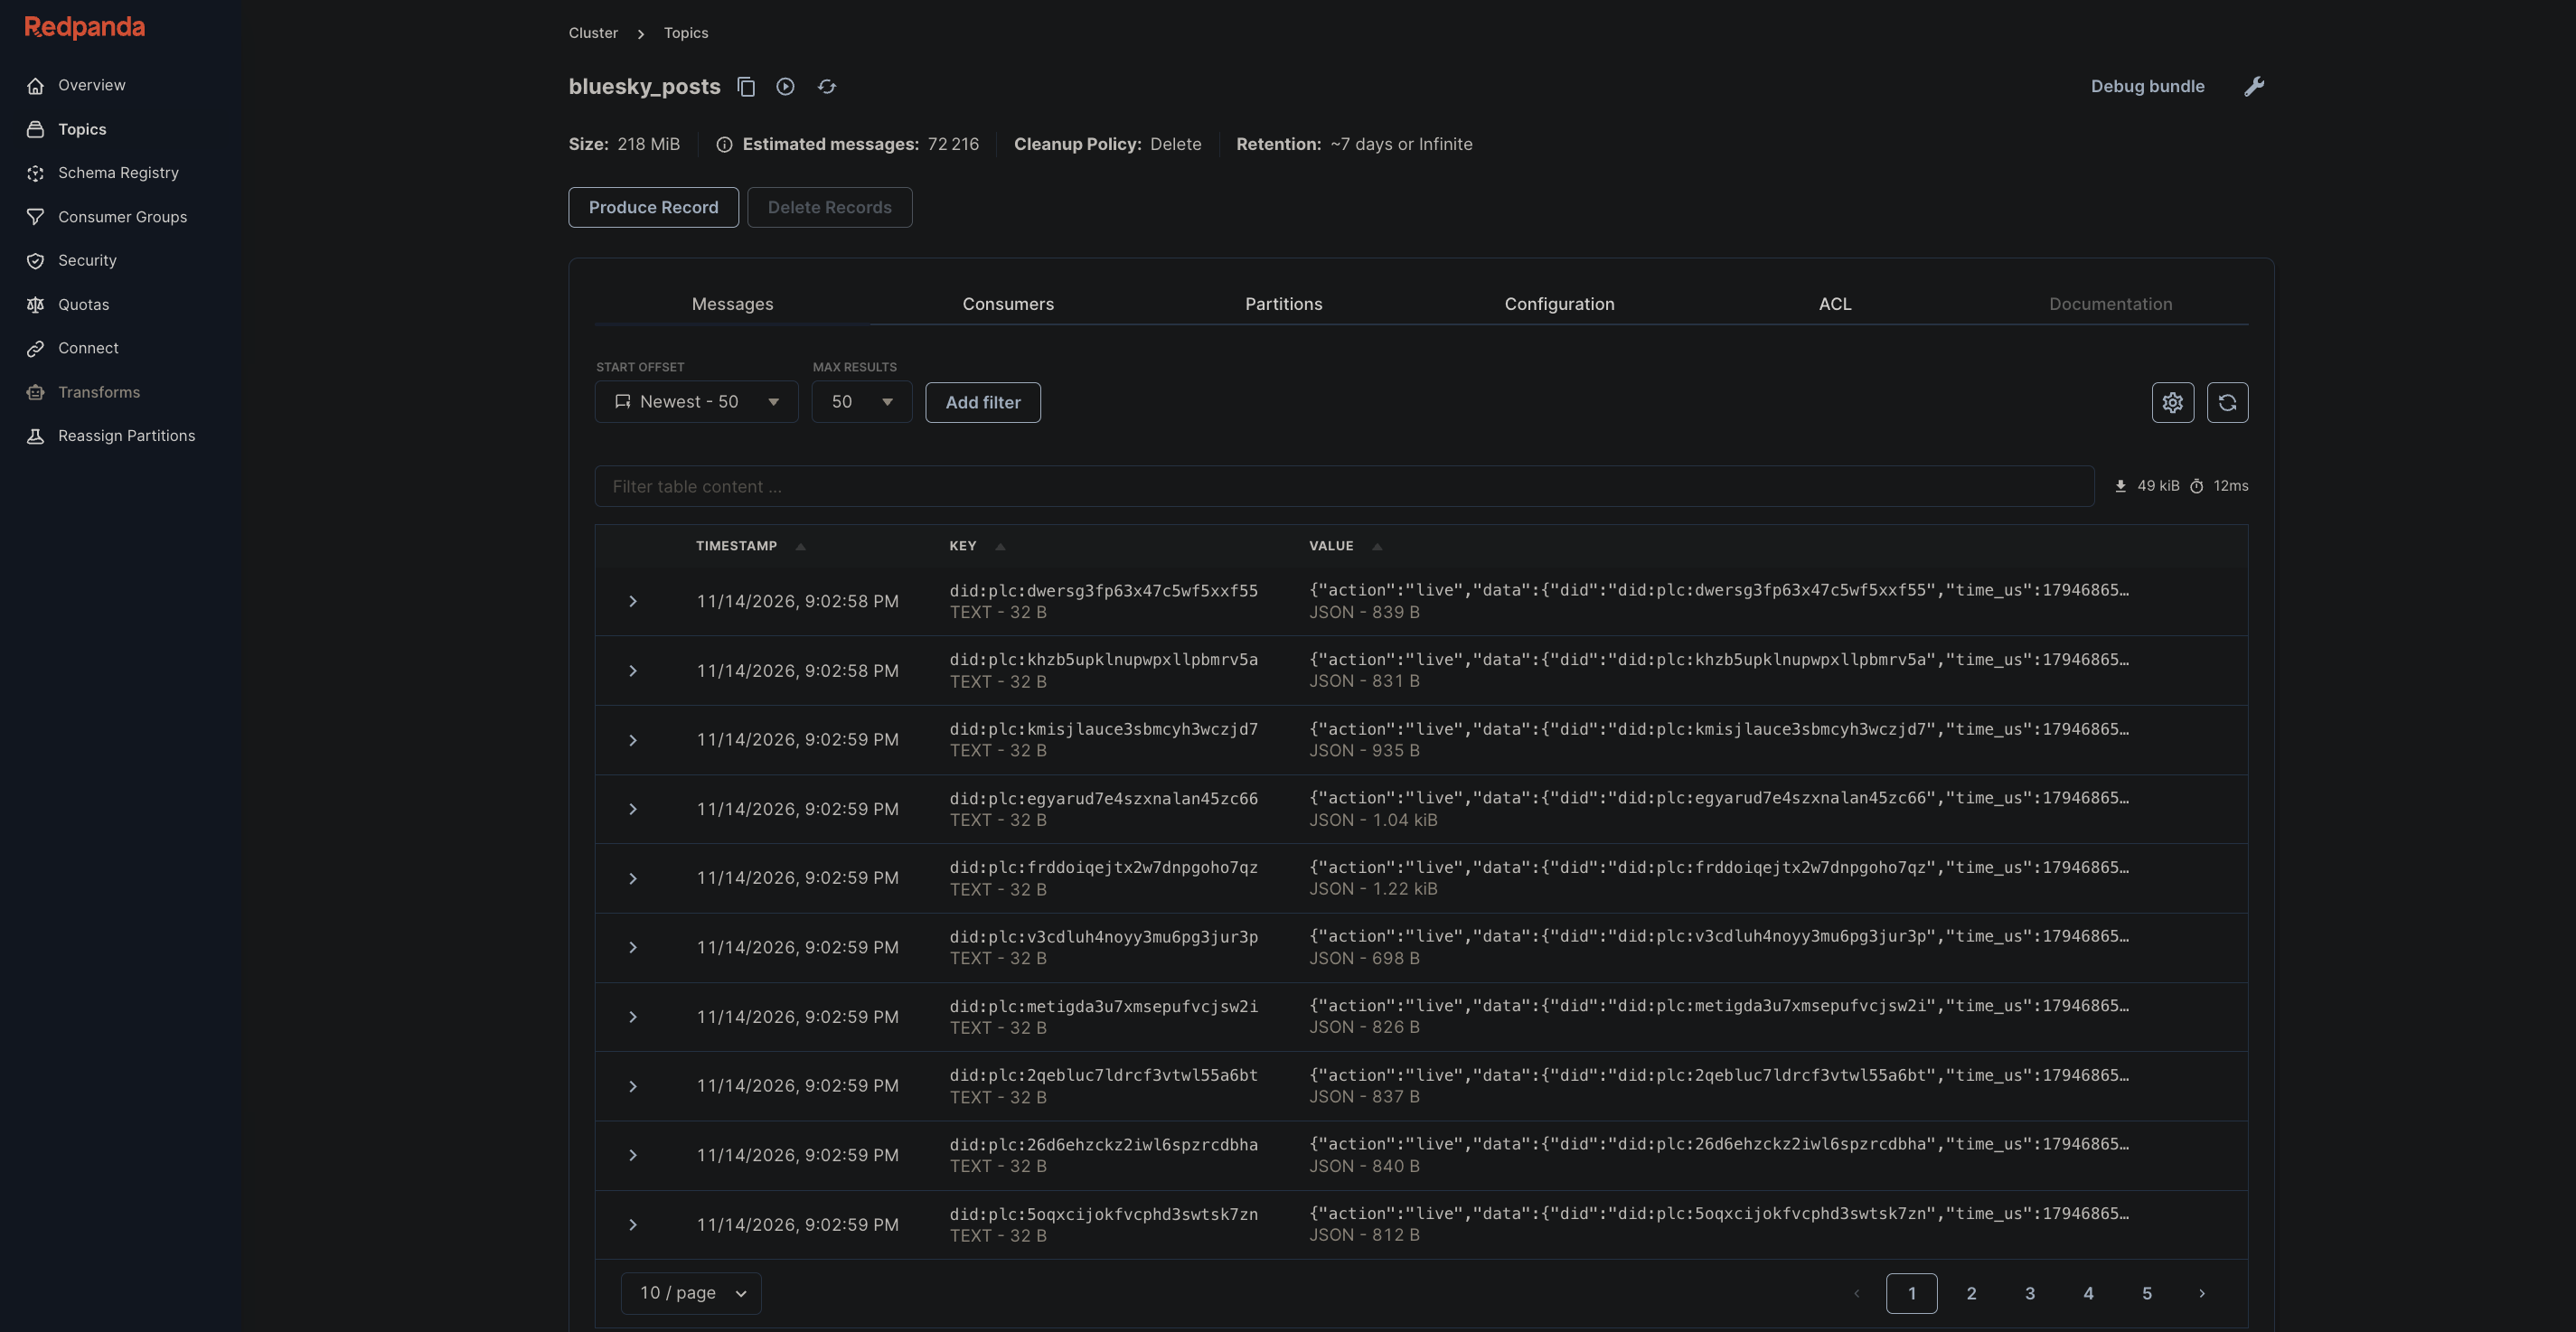 Redpanda
Overview
Topics
Schema Registry
Consumer Groups
Security
Quotas
Connect
Transforms
Reassign Partitions
Cluster > Topics
bluesky_posts
Debug bundle
Size: 218 MiB Estimated messages: 72 216 Cleanup Policy: Delete Retention: ~7 days or Infinite
Produce Record Delete Records
Messages Consumers Partitions Configuration ACL Documentation
START OFFSET MAX RESULTS
Newest - 50 50 Add filter
Filter table content ... 49 kiB 12ms
TIMESTAMP KEY VALUE
11/14/2026, 9:02:58 PM did:plc:dwersg3fp63x47c5wf5xxf55 {"action":"live","data":{"did":"did:plc:dwersg3fp63x47c5wf5xxf55","time_us":17946865…
TEXT - 32 B JSON - 839 B
11/14/2026, 9:02:58 PM did:plc:khzb5upklnupwpxllpbmrv5a {"action":"live","data":{"did":"did:plc:khzb5upklnupwpxllpbmrv5a","time_us":17946865…
TEXT - 32 B JSON - 831 B
11/14/2026, 9:02:59 PM did:plc:kmisjlauce3sbmcyh3wczjd7 {"action":"live","data":{"did":"did:plc:kmisjlauce3sbmcyh3wczjd7","time_us":17946865…
TEXT - 32 B JSON - 935 B
11/14/2026, 9:02:59 PM did:plc:egyarud7e4szxnalan45zc66 {"action":"live","data":{"did":"did:plc:egyarud7e4szxnalan45zc66","time_us":17946865…
TEXT - 32 B JSON - 1.04 kiB
11/14/2026, 9:02:59 PM did:plc:frddoiqejtx2w7dnpgoho7qz {"action":"live","data":{"did":"did:plc:frddoiqejtx2w7dnpgoho7qz","time_us":17946865…
TEXT - 32 B JSON - 1.22 kiB
11/14/2026, 9:02:59 PM did:plc:v3cdluh4noyy3mu6pg3jur3p {"action":"live","data":{"did":"did:plc:v3cdluh4noyy3mu6pg3jur3p","time_us":17946865…
TEXT - 32 B JSON - 698 B
11/14/2026, 9:02:59 PM did:plc:metigda3u7xmsepufvcjsw2i {"action":"live","data":{"did":"did:plc:metigda3u7xmsepufvcjsw2i","time_us":17946865…
TEXT - 32 B JSON - 826 B
11/14/2026, 9:02:59 PM did:plc:2qebluc7ldrcf3vtwl55a6bt {"action":"live","data":{"did":"did:plc:2qebluc7ldrcf3vtwl55a6bt","time_us":17946865…
TEXT - 32 B JSON - 837 B
11/14/2026, 9:02:59 PM did:plc:26d6ehzckz2iwl6spzrcdbha {"action":"live","data":{"did":"did:plc:26d6ehzckz2iwl6spzrcdbha","time_us":17946865…
TEXT - 32 B JSON - 840 B
11/14/2026, 9:02:59 PM did:plc:5oqxcijokfvcphd3swtsk7zn {"action":"live","data":{"did":"did:plc:5oqxcijokfvcphd3swtsk7zn","time_us":17946865…
TEXT - 32 B JSON - 812 B
10 / page 1 2 3 4 5